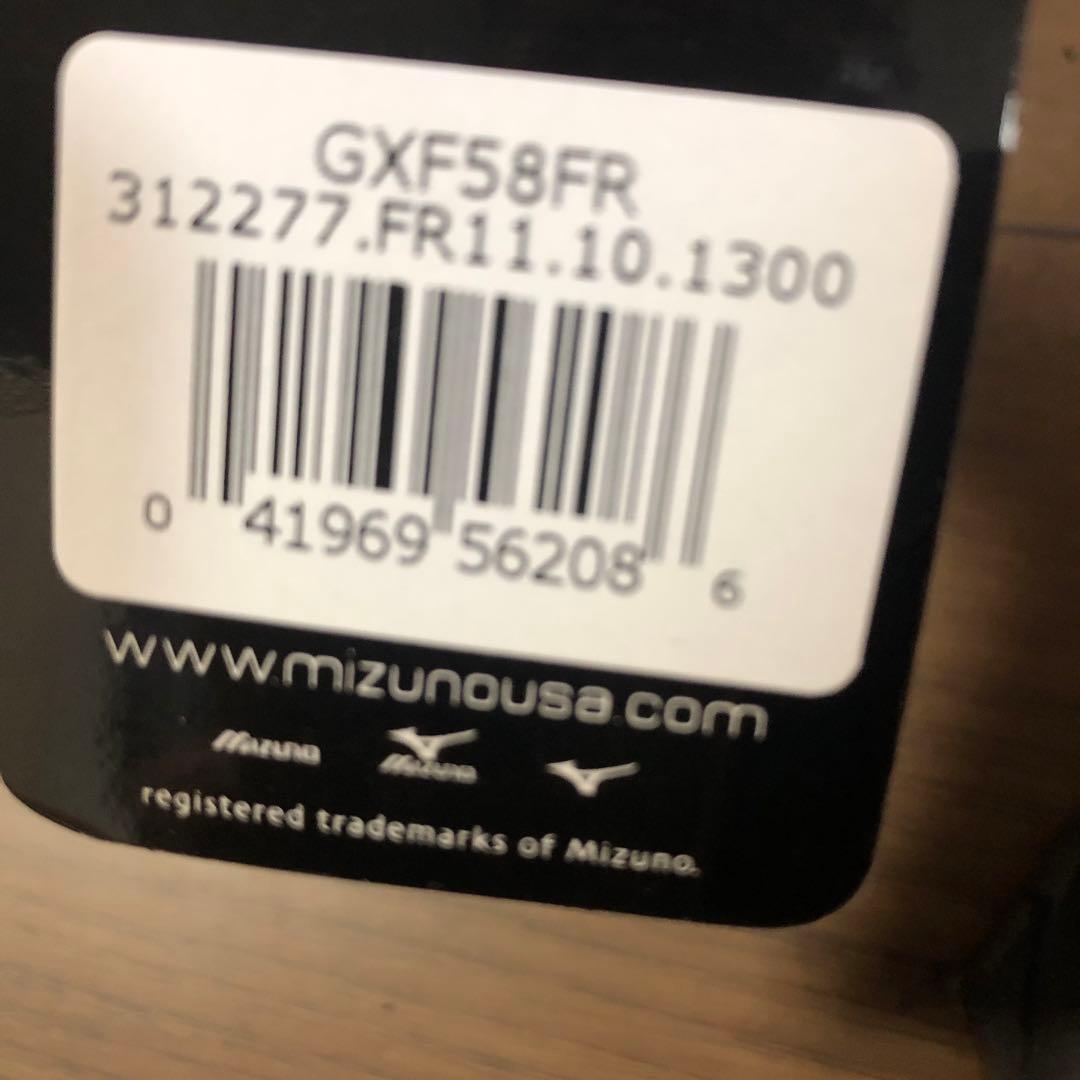 GXF58FR
312277.FR11.10.1300
0 41969 56208 6
www.mizunousa.com
Mizuno Mizuno
registered trademarks of Mizuno.